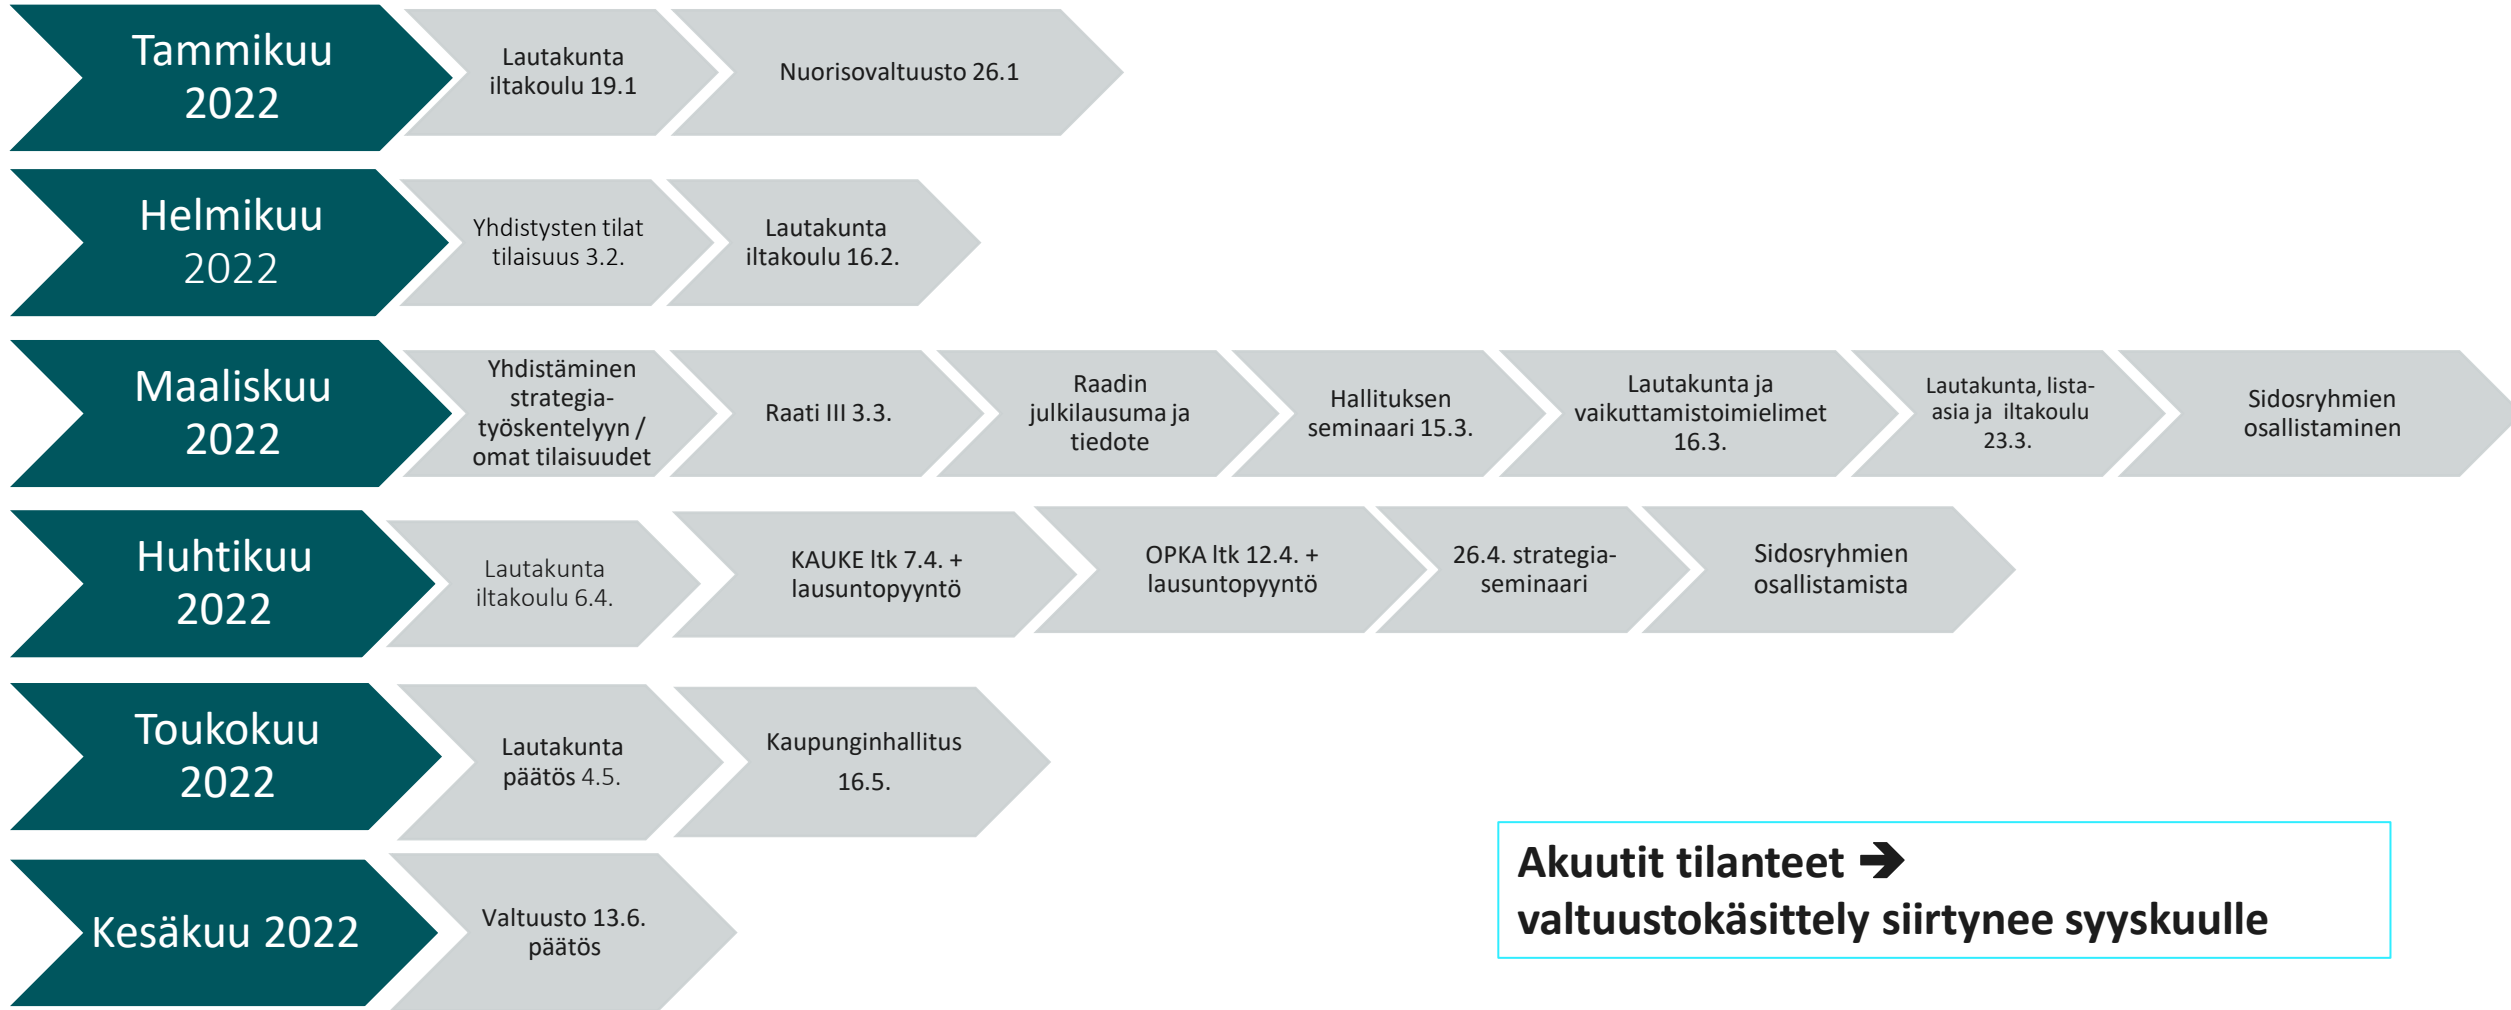 Tammikuu
2022
Lautakunta
iltakoulu 19.1
Nuorisovaltuusto 26.1
Helmikuu
2022
Yhdistysten tilat
tilaisuus 3.2.
Lautakunta
iltakoulu 16.2.
Maaliskuu
2022
Yhdistäminen
strategia-
työskentelyyn /
omat tilaisuudet
Raati III 3.3.
Raadin
julkilausuma ja
tiedote
Hallituksen
seminaari 15.3.
Lautakunta ja
vaikuttamistoimielimet
16.3.
Lautakunta, lista-
asia ja iltakoulu
23.3.
Sidosryhmien
osallistaminen
Huhtikuu
2022
Lautakunta
iltakoulu 6.4.
KAUKE ltk 7.4. +
lausuntopyyntö
OPKA ltk 12.4. +
lausuntopyyntö
26.4. strategia-
seminaari
Sidosryhmien
osallistamista
Toukokuu
2022
Lautakunta
päätös 4.5.
Kaupunginhallitus
16.5.
Kesäkuu 2022
Valtuusto 13.6.
päätös
Akuutit tilanteet ➔
valtuustokäsittely siirtynee syyskuulle